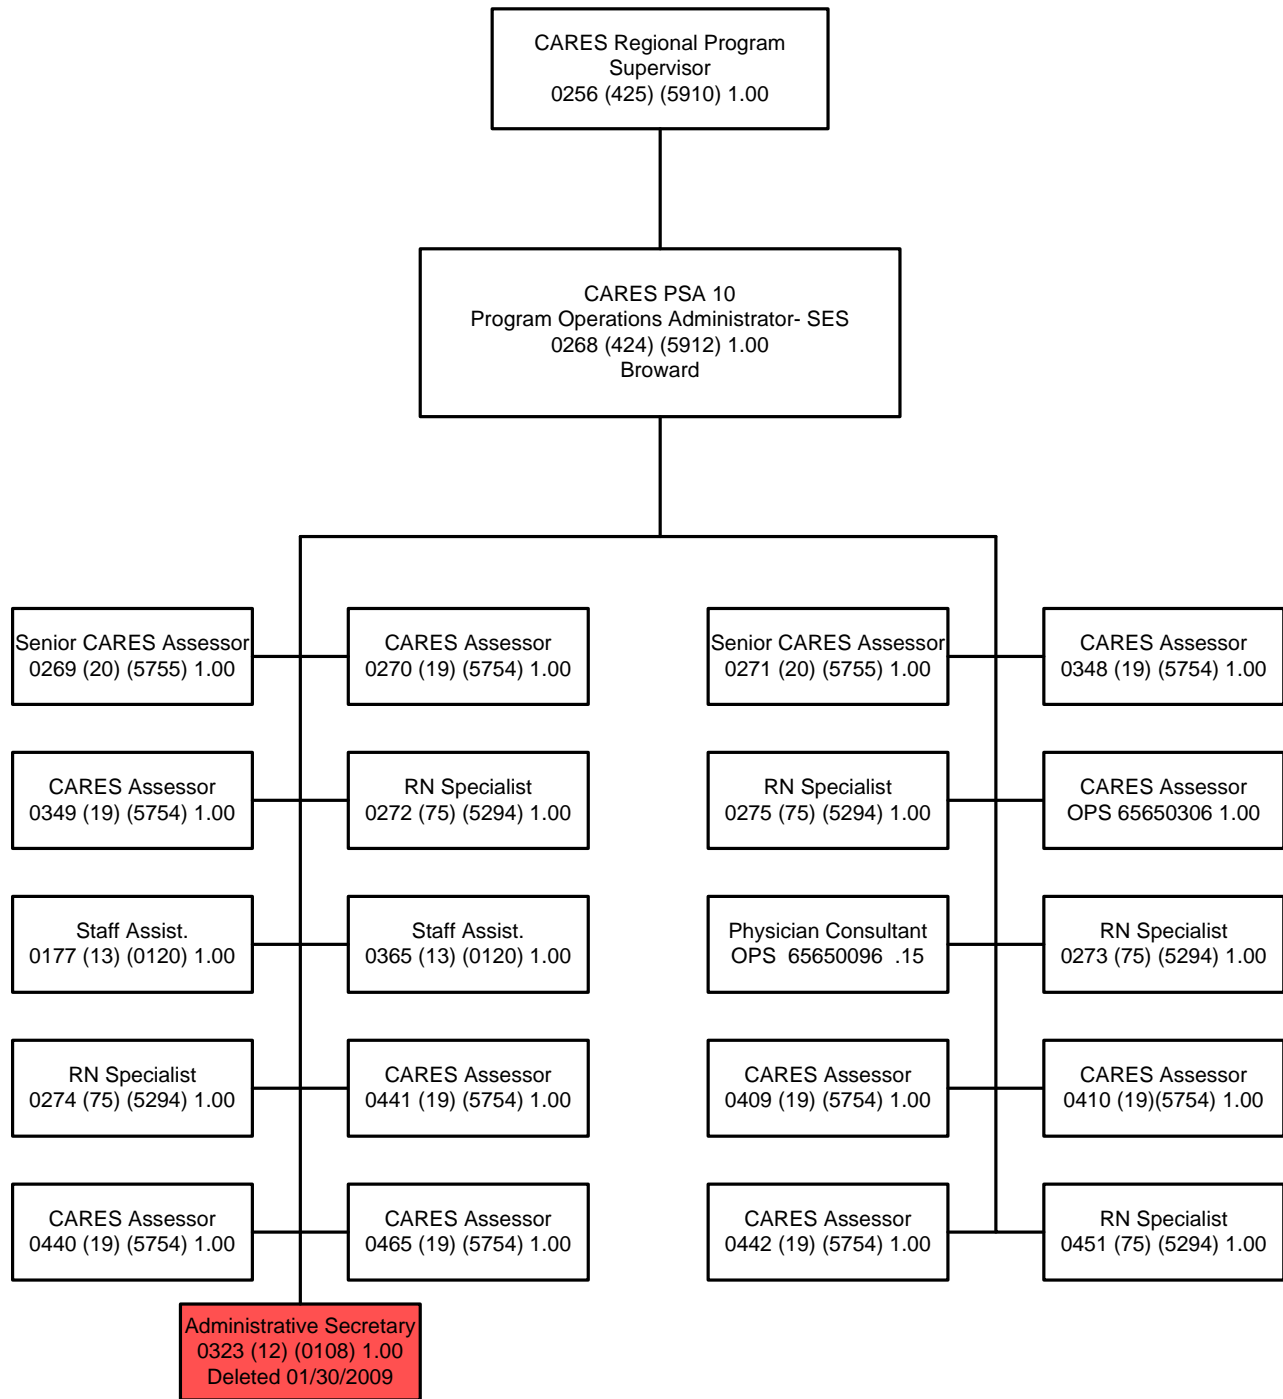 CARES Regional Program
Supervisor
0256 (425) (5910) 1.00
CARES PSA 10
Program Operations Administrator- SES
0268 (424) (5912) 1.00
Broward
Senior CARES Assessor
0269 (20) (5755) 1.00
CARES Assessor
0270 (19) (5754) 1.00
Senior CARES Assessor
0271 (20) (5755) 1.00
CARES Assessor
0348 (19) (5754) 1.00
CARES Assessor
0349 (19) (5754) 1.00
RN Specialist
0272 (75) (5294) 1.00
RN Specialist
0275 (75) (5294) 1.00
CARES Assessor
OPS 65650306 1.00
Staff Assist.
0177 (13) (0120) 1.00
Staff Assist.
0365 (13) (0120) 1.00
Physician Consultant
OPS  65650096  .15
RN Specialist
0273 (75) (5294) 1.00
RN Specialist
0274 (75) (5294) 1.00
CARES Assessor
0441 (19) (5754) 1.00
CARES Assessor
0409 (19) (5754) 1.00
CARES Assessor
0410 (19)(5754) 1.00
CARES Assessor
0440 (19) (5754) 1.00
CARES Assessor
0465 (19) (5754) 1.00
CARES Assessor
0442 (19) (5754) 1.00
RN Specialist
0451 (75) (5294) 1.00
Administrative Secretary
0323 (12) (0108) 1.00
Deleted 01/30/2009